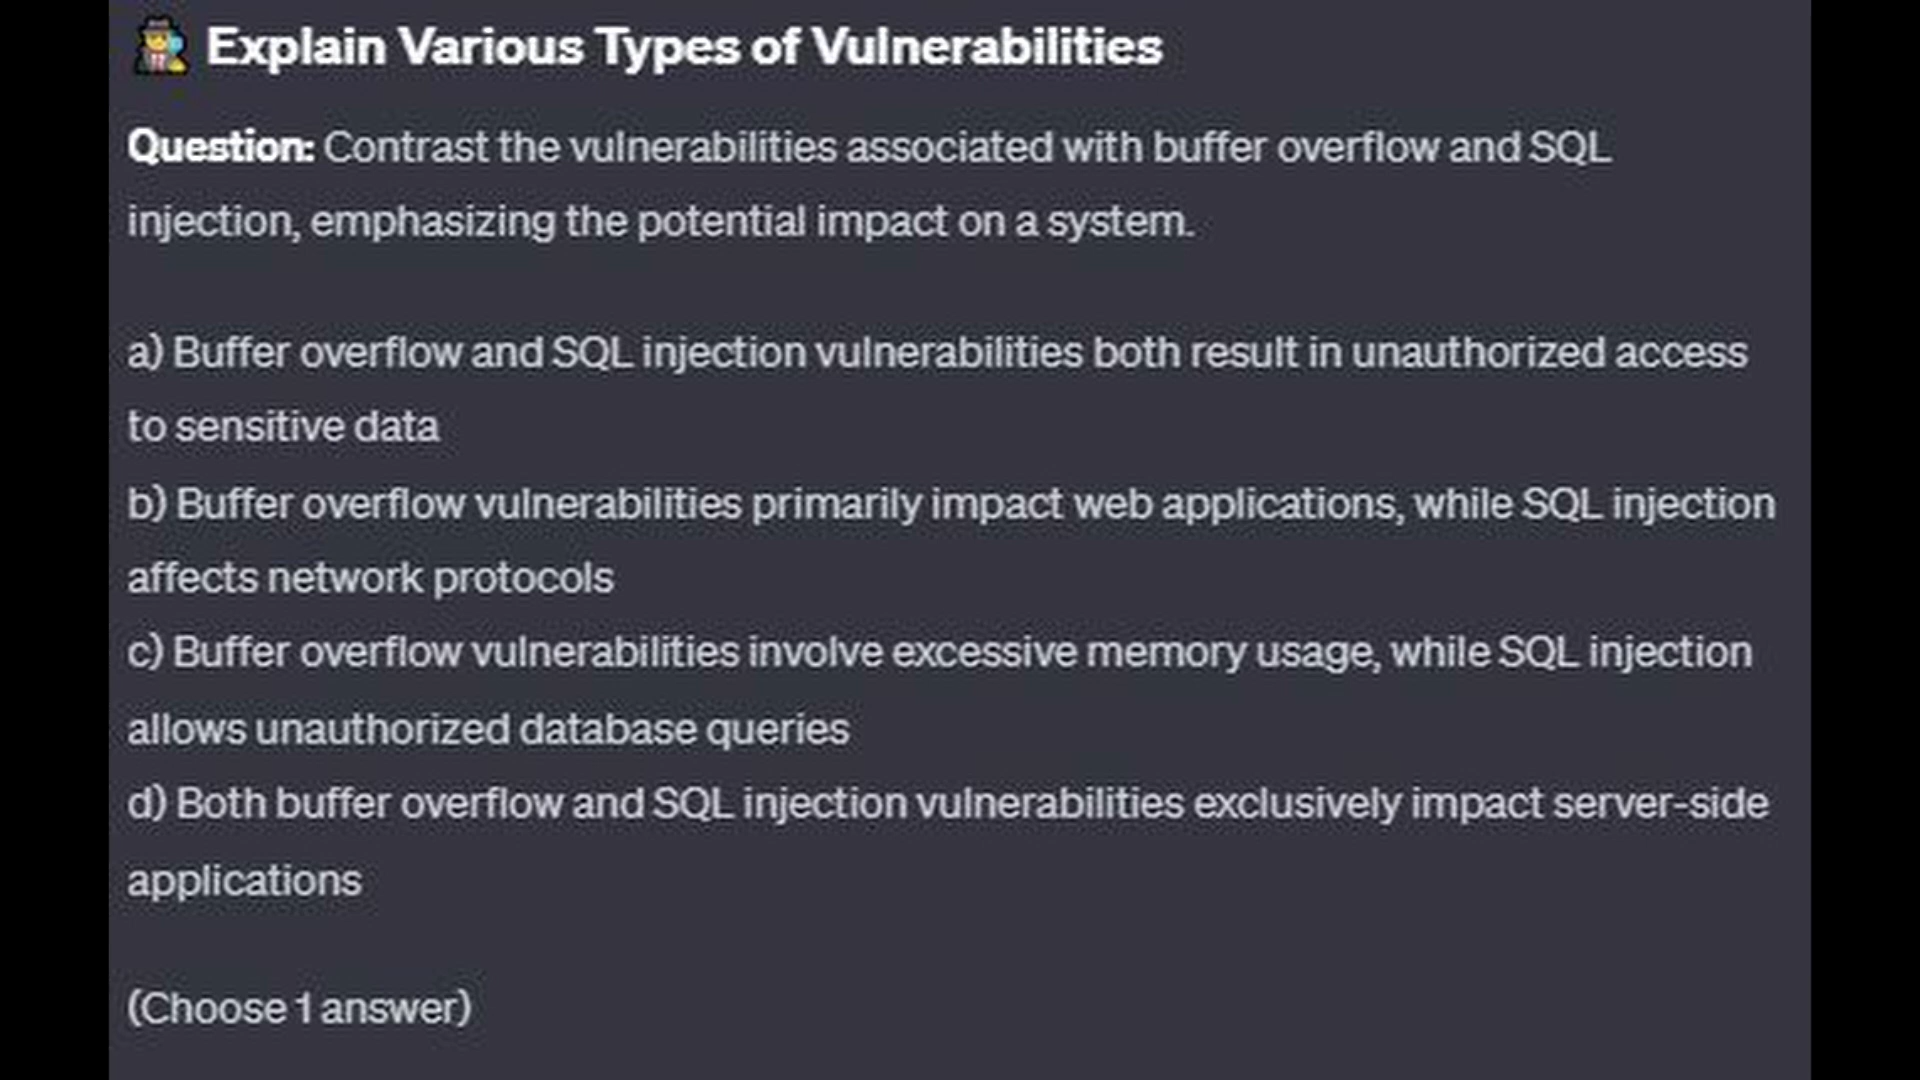 Explain Various Types of Vulnerabilities
Question: Contrast the vulnerabilities associated with buffer overflow and SQL
injection, emphasizing the potential impact on a system.
a) Buffer overflow and SQL injection vulnerabilities both result in unauthorized access
to sensitive data
b) Buffer overflow vulnerabilities primarily impact web applications, while SQL injection
affects network protocols
c) Buffer overflow vulnerabilities involve excessive memory usage, while SQL injection
allows unauthorized database queries
d) Both buffer overflow and SQL injection vulnerabilities exclusively impact server-side
applications
(Choose 1 answer)